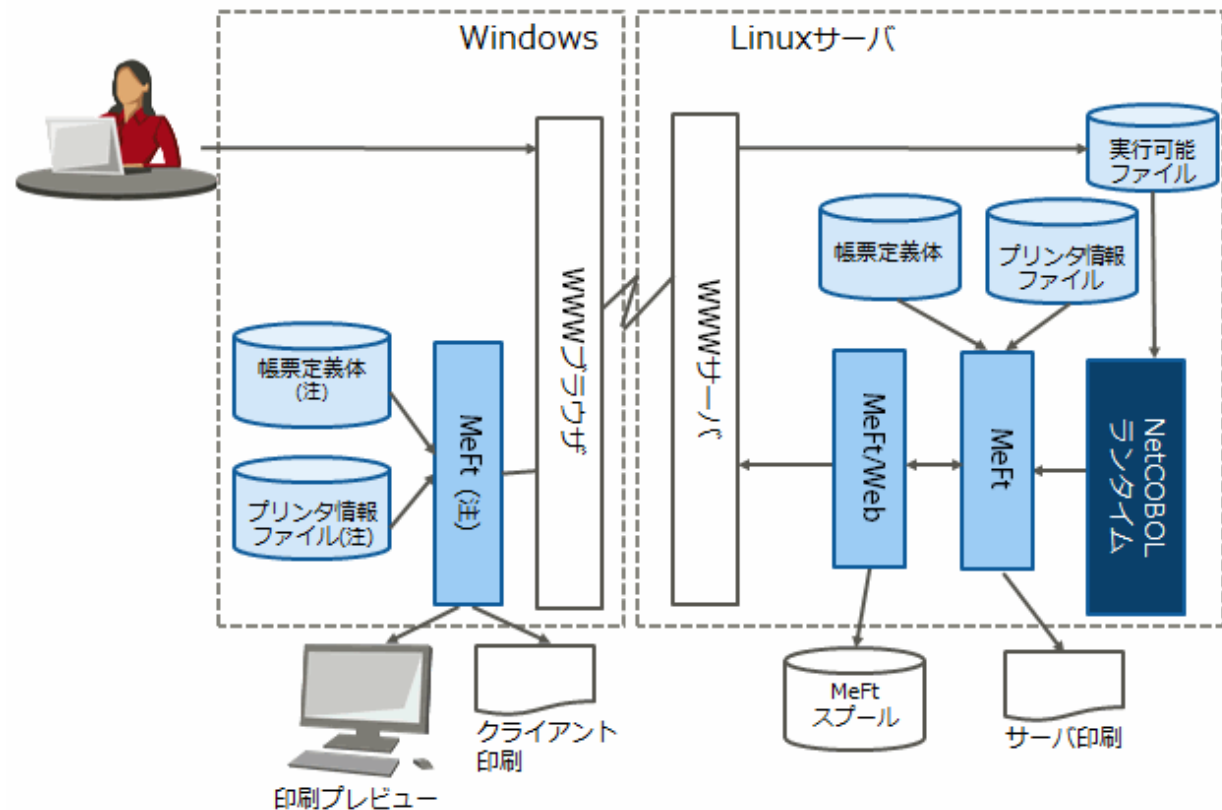 Windows
Linuxサーバ
実行可能
ファイル
帳票定義体
プリンタ情報
ファイル
WWWブラウザ
WWWサーバ
帳票定義体
(注)
プリンタ情報
ファイル(注)
MeFt (注)
MeFt/Web
MeFt
NetCOBOL
ランタイム
印刷プレビュー
クライアント
印刷
MeFt
スプール
サーバ印刷